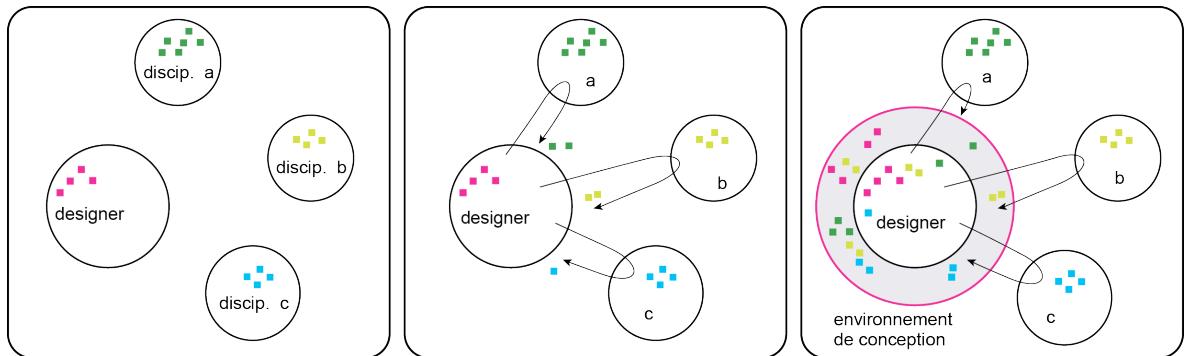 discip. a
discip. b
designer
discip. c
a
b
designer
c
a
b
designer
c
environnement
de conception